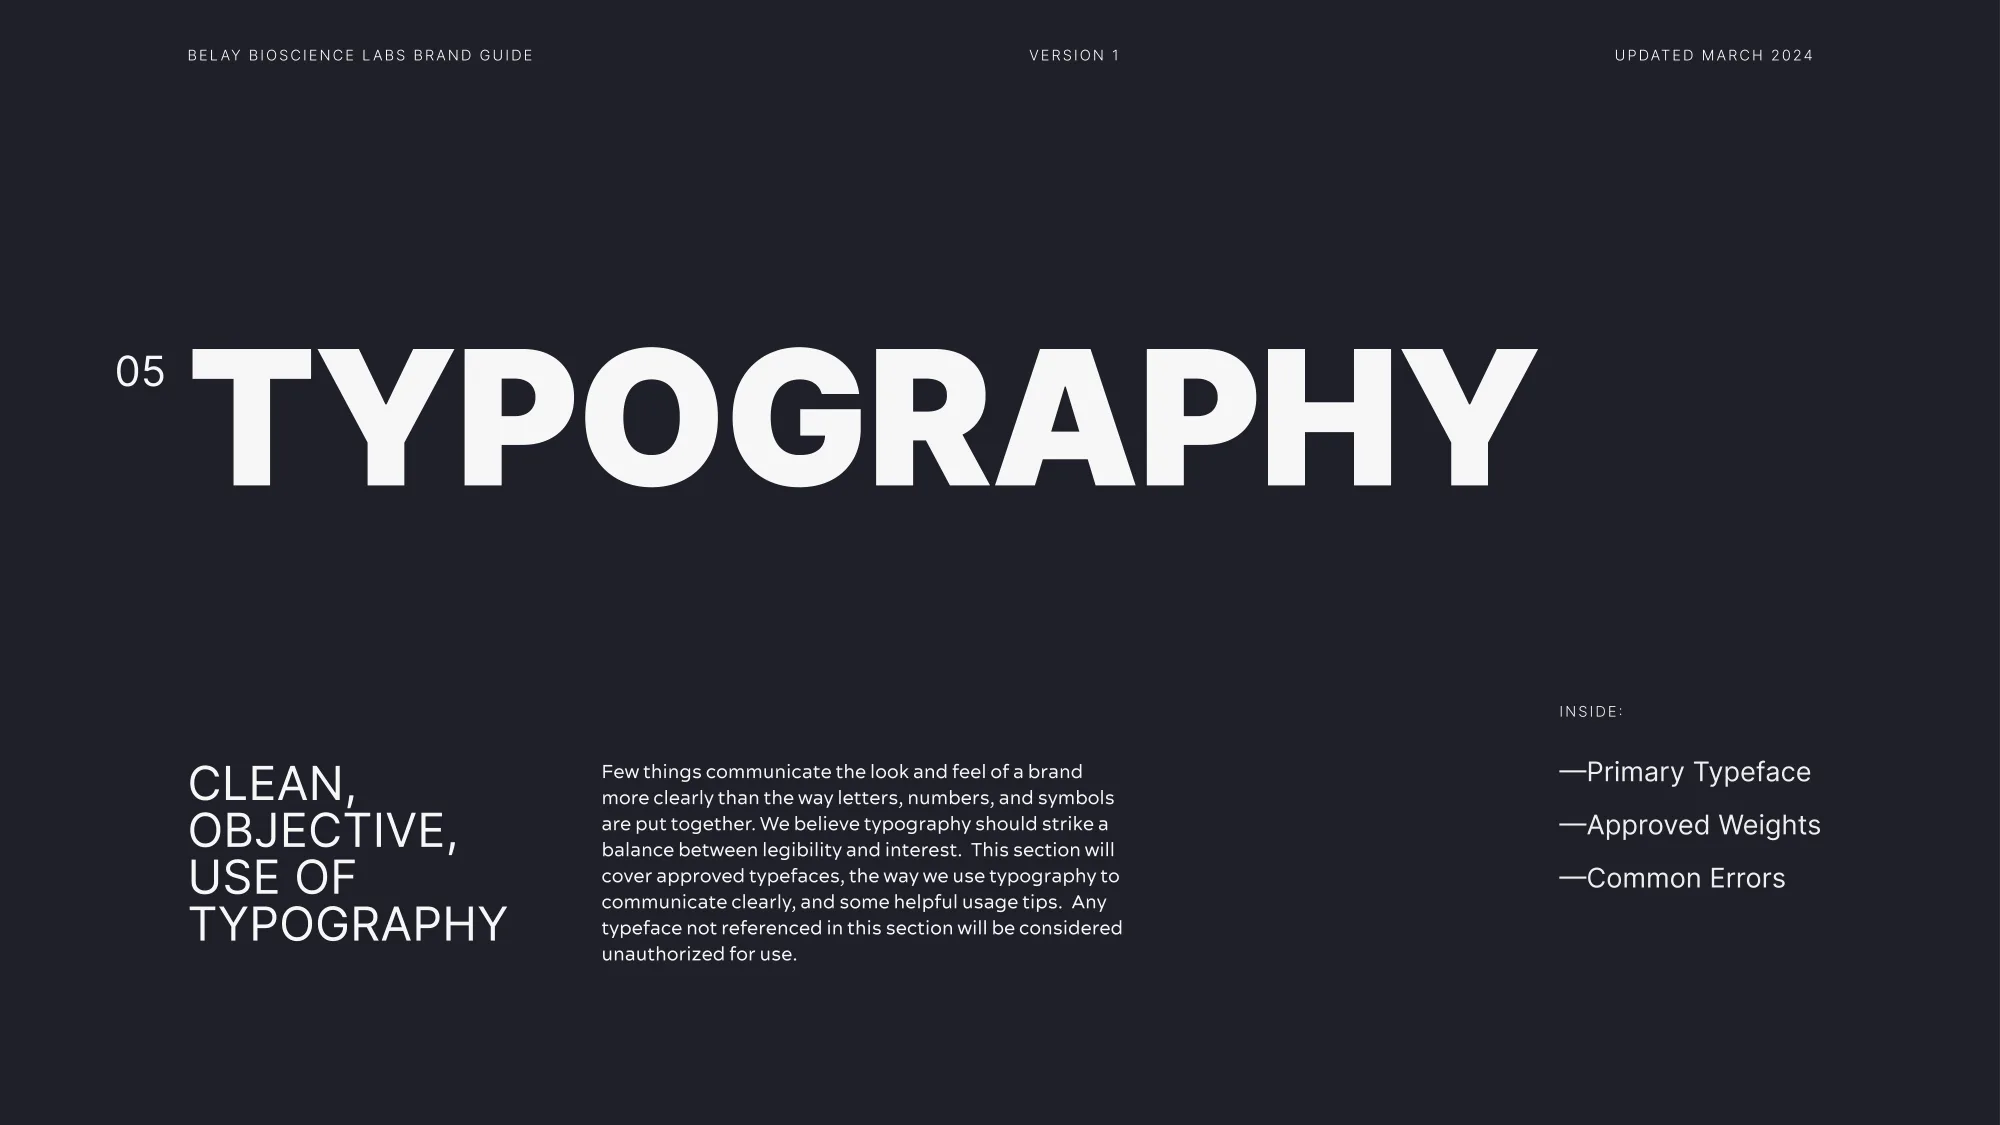 BELAY BIOSCIENCE LABS BRAND GUIDE
VERSION 1
UPDATED MARCH 2024
05
TYPOGRAPHY
CLEAN,
OBJECTIVE,
USE OF
TYPOGRAPHY
Few things communicate the look and feel of a brand
more clearly than the way letters, numbers, and symbols
are put together. We believe typography should strike a
balance between legibility and interest.  This section will
cover approved typefaces, the way we use typography to
communicate clearly, and some helpful usage tips.  Any
typeface not referenced in this section will be considered
unauthorized for use.
INSIDE:
—Primary Typeface
—Approved Weights
—Common Errors